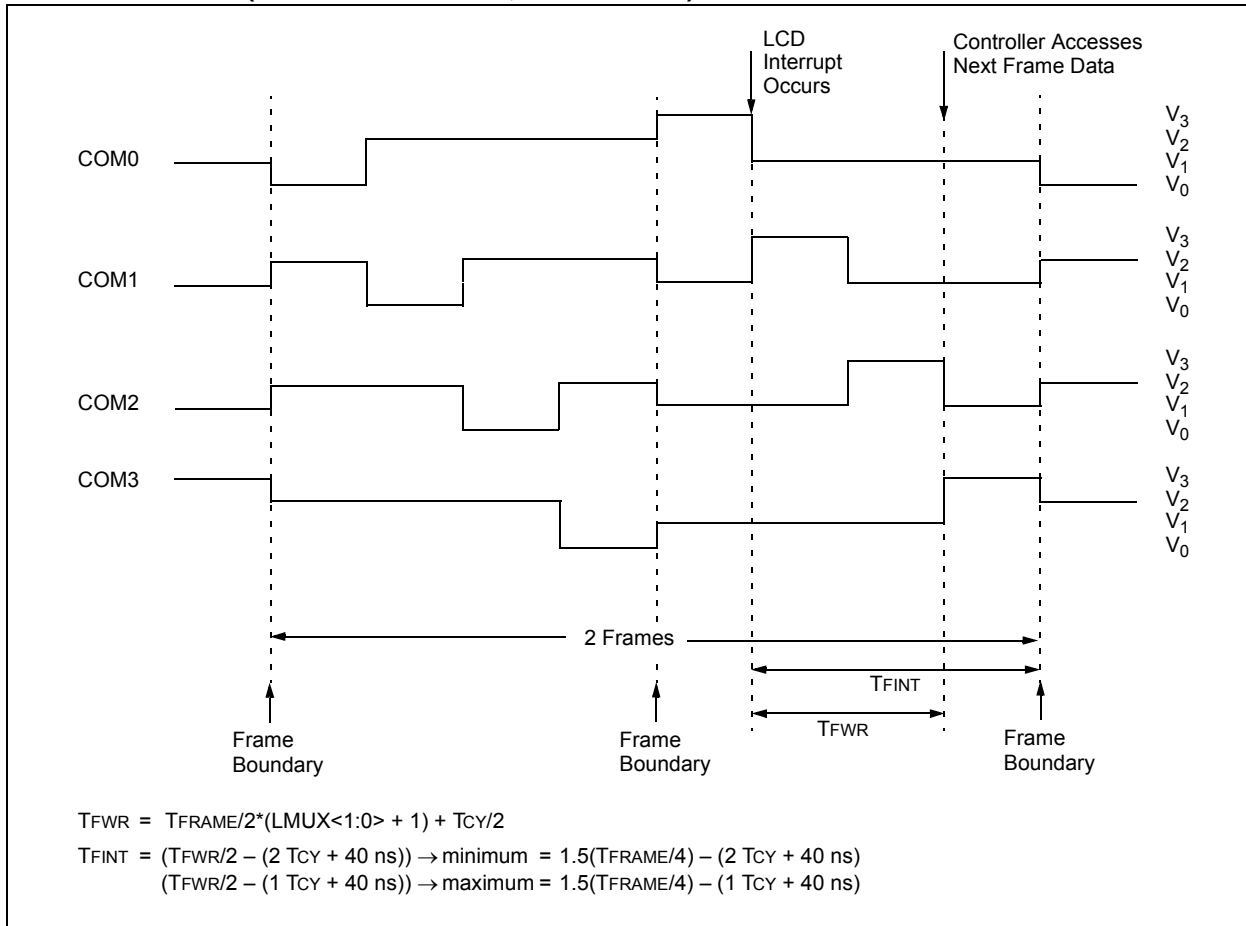 LCD
Interrupt
Occurs
Controller Accesses
Next Frame Data
COM0
V3
V2
V1
V0
COM1
V3
V2
V1
V0
COM2
V3
V2
V1
V0
COM3
V3
V2
V1
V0
2 Frames
TFINT
TFWR
Frame
Boundary
Frame
Boundary
Frame
Boundary
TFWR = TFRAME/2*(LMUX<1:0> + 1) + TCY/2
TFINT = (TFWR/2 – (2 TCY + 40 ns)) → minimum = 1.5(TFRAME/4) – (2 TCY + 40 ns)
(TFWR/2 – (1 TCY + 40 ns)) → maximum = 1.5(TFRAME/4) – (1 TCY + 40 ns)